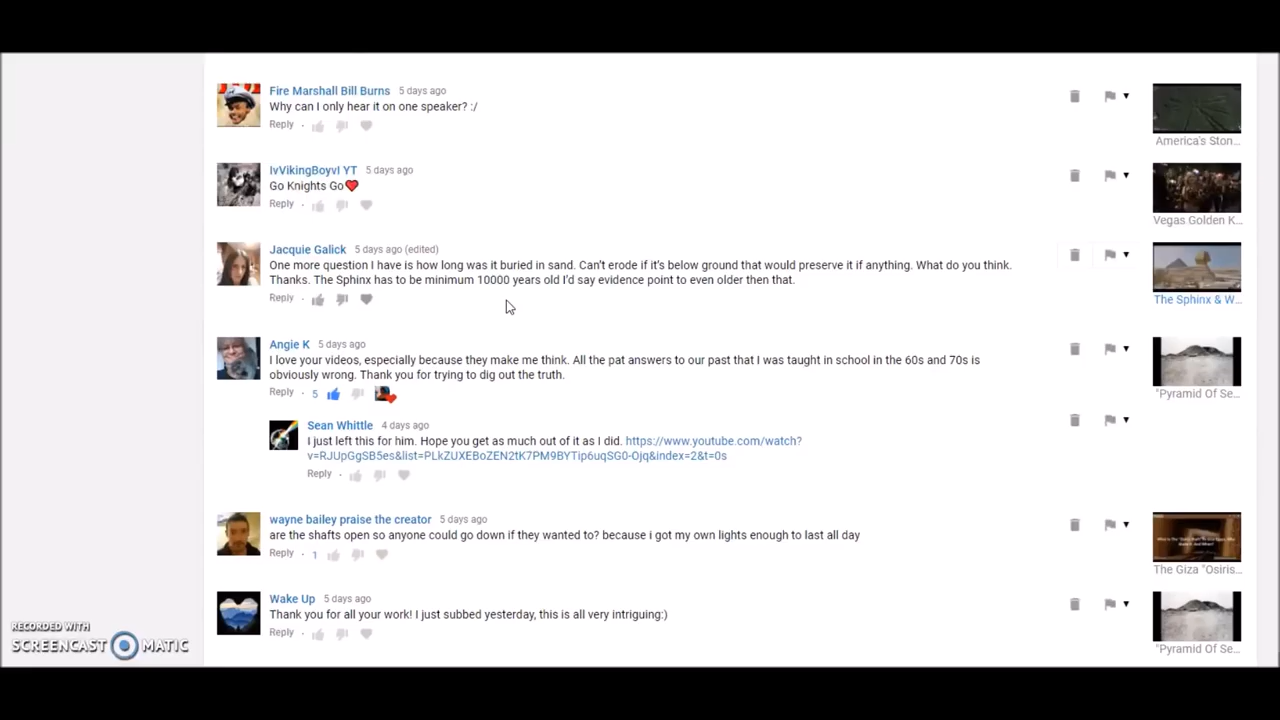 Fire Marshall Bill Burns 5 days ago
Why can I only hear it on one speaker? :/
Reply
America's Ston...
IvVikingBoyvI YT 5 days ago
Go Knights Go❤
Reply
Vegas Golden K...
Jacquie Galick 5 days ago (edited)
One more question I have is how long was it buried in sand. Can't erode if it's below ground that would preserve it if anything. What do you think.
Thanks. The Sphinx has to be minimum 10000 years old I'd say evidence point to even older then that.
Reply
The Sphinx & W...
Angie K 5 days ago
I love your videos, especially because they make me think. All the pat answers to our past that I was taught in school in the 60s and 70s is
obviously wrong. Thank you for trying to dig out the truth.
Reply · 5
"Pyramid Of Se...
Sean Whittle 4 days ago
I just left this for him. Hope you get as much out of it as I did. https://www.youtube.com/watch?
v=RJUpGgSB5es&list=PLkZUXEBoZEN2tK7PM9BYTip6uqSG0-Ojq&index=2&t=0s
Reply
wayne bailey praise the creator 5 days ago
are the shafts open so anyone could go down if they wanted to? because i got my own lights enough to last all day
Reply · 1
The Giza "Osiris...
Wake Up 5 days ago
Thank you for all your work! I just subbed yesterday, this is all very intriguing:)
Reply
"Pyramid Of Se...
RECORDED WITH
SCREENCAST MATIC